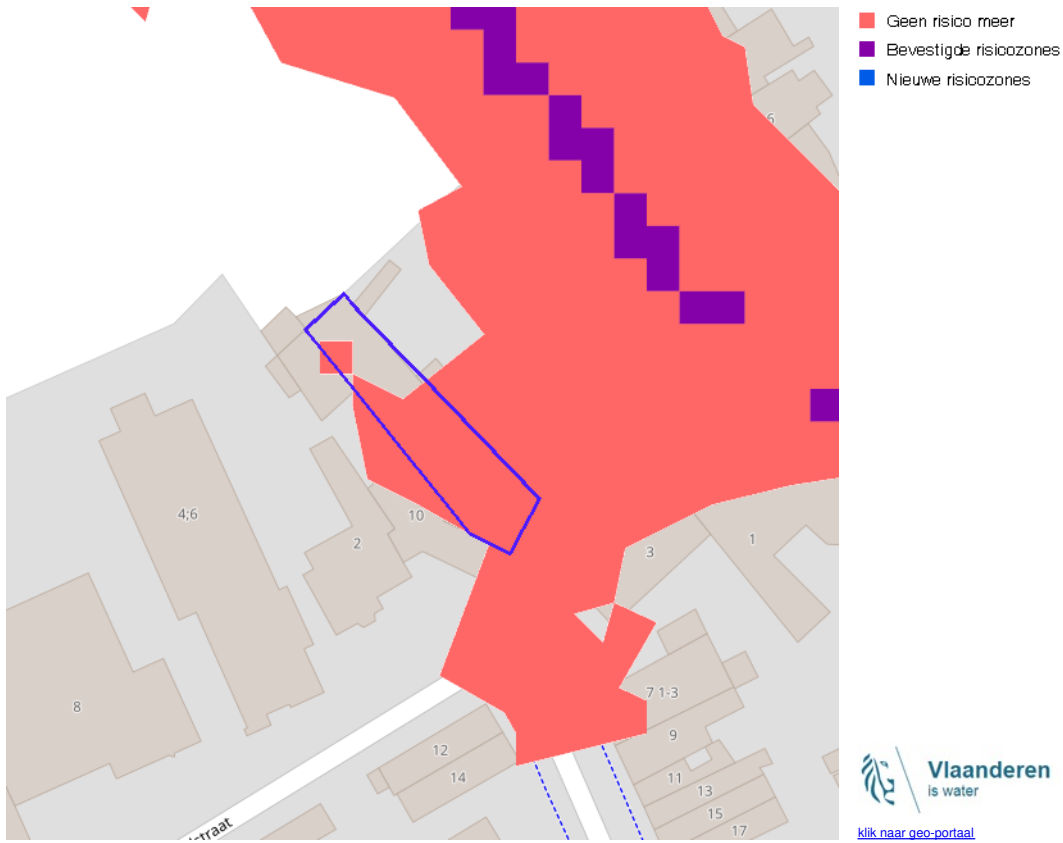 Geen risico meer
Bevestigde risicozones
Nieuwe risicozones
6
4;6
10
2
3
1
8
7 1-3
9
12
14
11
13
15
17
straat
Vlaanderen
is water
klik naar geo-portaal